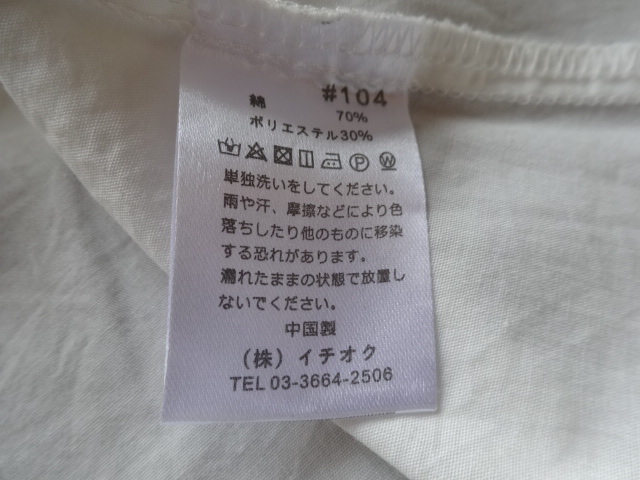 #104
綿 70%
ポリエステル30%
P W
単独洗いをしてください。
雨や汗、摩擦などにより色
落ちしたり他のものに移染
する恐れがあります。
濡れたままの状態で放置し
ないでください。
中国製
(株) イチオク
TEL 03-3664-2506